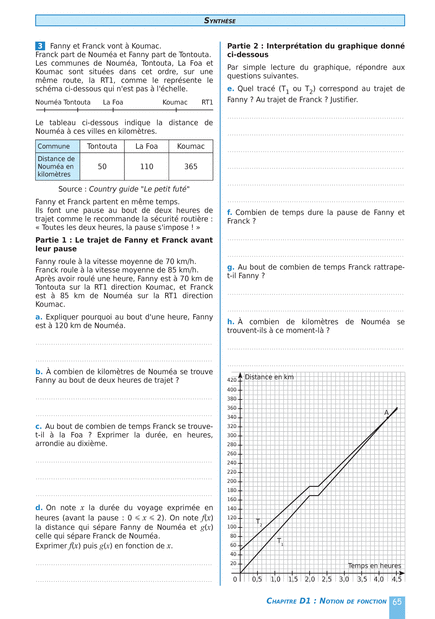 SYNTHÈSE
3 Fanny et Franck vont à Koumac.
Franck part de Nouméa et Fanny part de Tontouta.
Les communes de Nouméa, Tontouta, La Foa et
Koumac sont situées dans cet ordre, sur une
même route, la RT1, comme le représente le
schéma ci-dessous qui n'est pas à l'échelle.
Nouméa Tontouta La Foa Koumac RT1
Le tableau ci-dessous indique la distance de
Nouméa à ces villes en kilomètres.
Commune Tontouta La Foa Koumac
Distance de
Nouméa en
kilomètres
50 110 365
Source : Country guide "Le petit futé"
Fanny et Franck partent en même temps.
Ils font une pause au bout de deux heures de
trajet comme le recommande la sécurité routière :
« Toutes les deux heures, la pause s'impose ! »
Partie 1 : Le trajet de Fanny et Franck avant
leur pause
Fanny roule à la vitesse moyenne de 70 km/h.
Franck roule à la vitesse moyenne de 85 km/h.
Après avoir roulé une heure, Fanny est à 70 km de
Tontouta sur la RT1 direction Koumac, et Franck
est à 85 km de Nouméa sur la RT1 direction
Koumac.
a. Expliquer pourquoi au bout d'une heure, Fanny
est à 120 km de Nouméa.
b. À combien de kilomètres de Nouméa se trouve
Fanny au bout de deux heures de trajet ?
c. Au bout de combien de temps Franck se trouve-
t-il à la Foa ? Exprimer la durée, en heures,
arrondie au dixième.
d. On note x la durée du voyage exprimée en
heures (avant la pause : 0 ⩽ x ⩽ 2). On note f(x)
la distance qui sépare Fanny de Nouméa et g(x)
celle qui sépare Franck de Nouméa.
Exprimer f(x) puis g(x) en fonction de x.
Partie 2 : Interprétation du graphique donné
ci-dessous
Par simple lecture du graphique, répondre aux
questions suivantes.
e. Quel tracé (T1 ou T2) correspond au trajet de
Fanny ? Au trajet de Franck ? Justifier.
f. Combien de temps dure la pause de Fanny et
Franck ?
g. Au bout de combien de temps Franck rattrape-
t-il Fanny ?
h. À combien de kilomètres de Nouméa se
trouvent-ils à ce moment-là ?
Distance en km
420
400
380
360
340
320
300
280
260
240
220
200
180
160
140
120
100
80
60
40
20
A
T2
T1
Temps en heures
0 0,5 1,0 1,5 2,0 2,5 3,0 3,5 4,0 4,5
CHAPITRE D1 : NOTION DE FONCTION 65